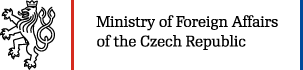 Ministry of Foreign Affairs
of the Czech Republic